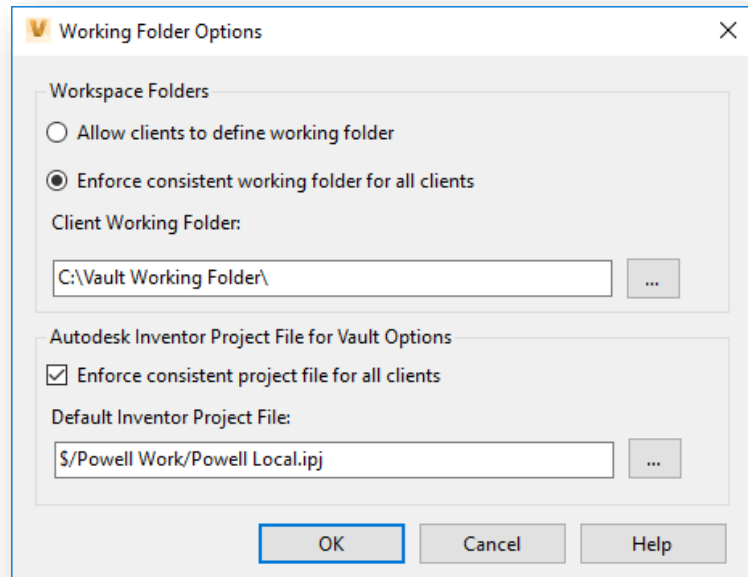 Working Folder Options
Workspace Folders
Allow clients to define working folder
Enforce consistent working folder for all clients
Client Working Folder:
C:\Vault Working Folder\
...
Autodesk Inventor Project File for Vault Options
Enforce consistent project file for all clients
Default Inventor Project File:
$/Powell Work/Powell Local.ipj
...
OK Cancel Help